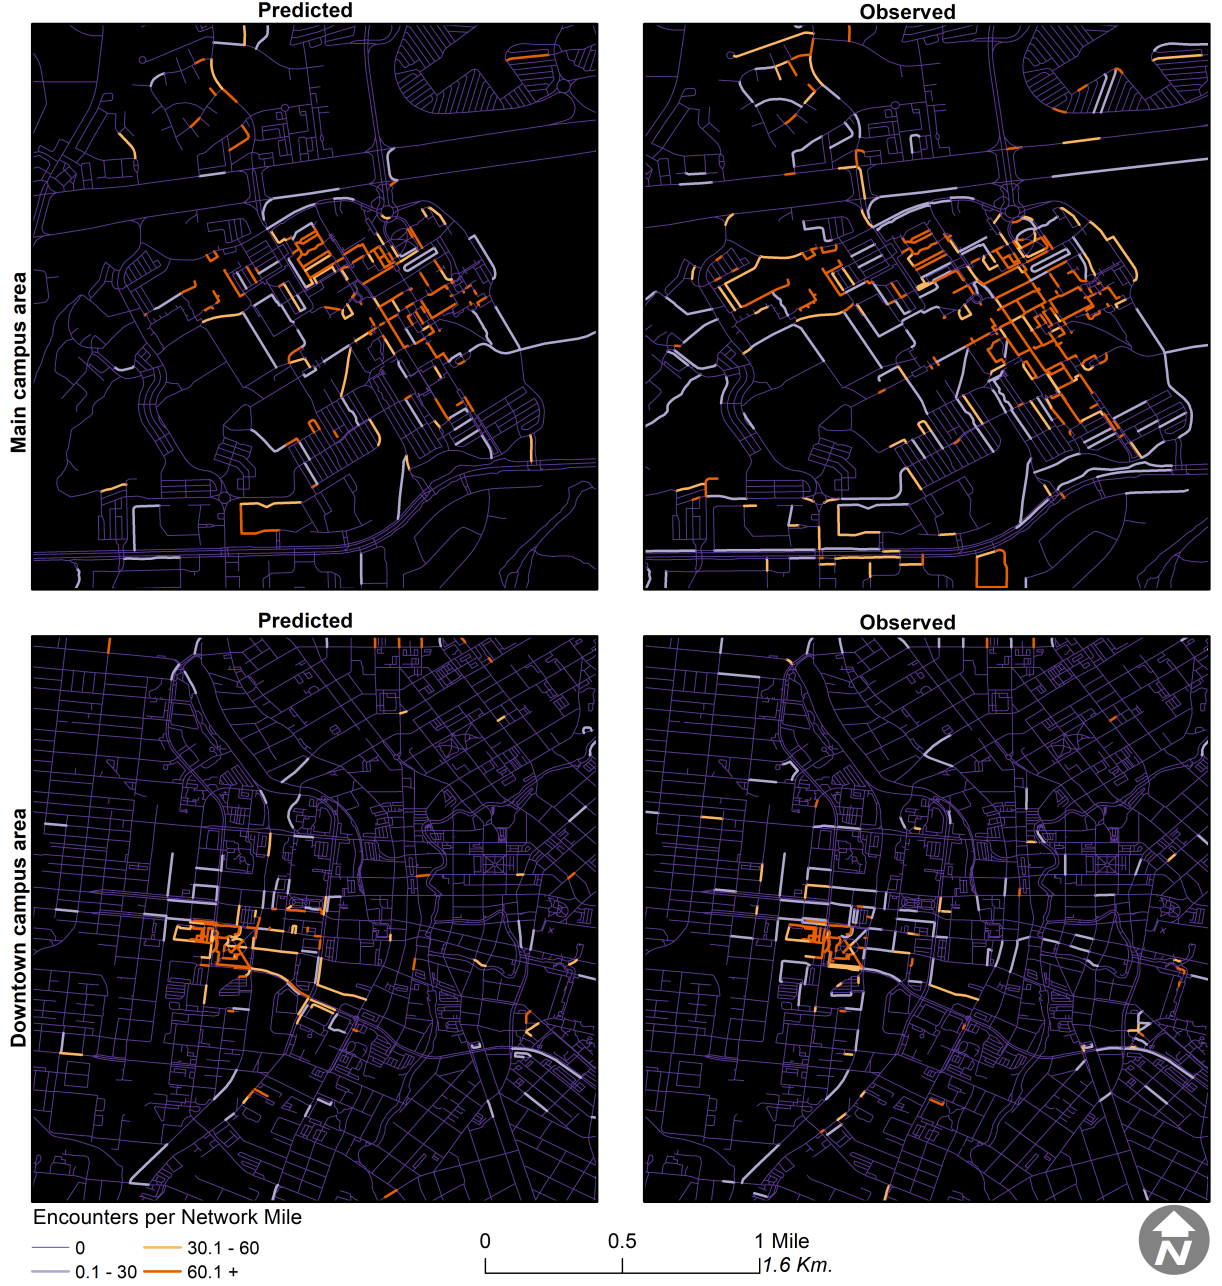 Predicted
Observed
Main campus area
Predicted
Observed
Downtown campus area
Encounters per Network Mile
0
30.1 - 60
0.1 - 30
60.1 +
0
0.5
1 Mile
1.6 Km.
N